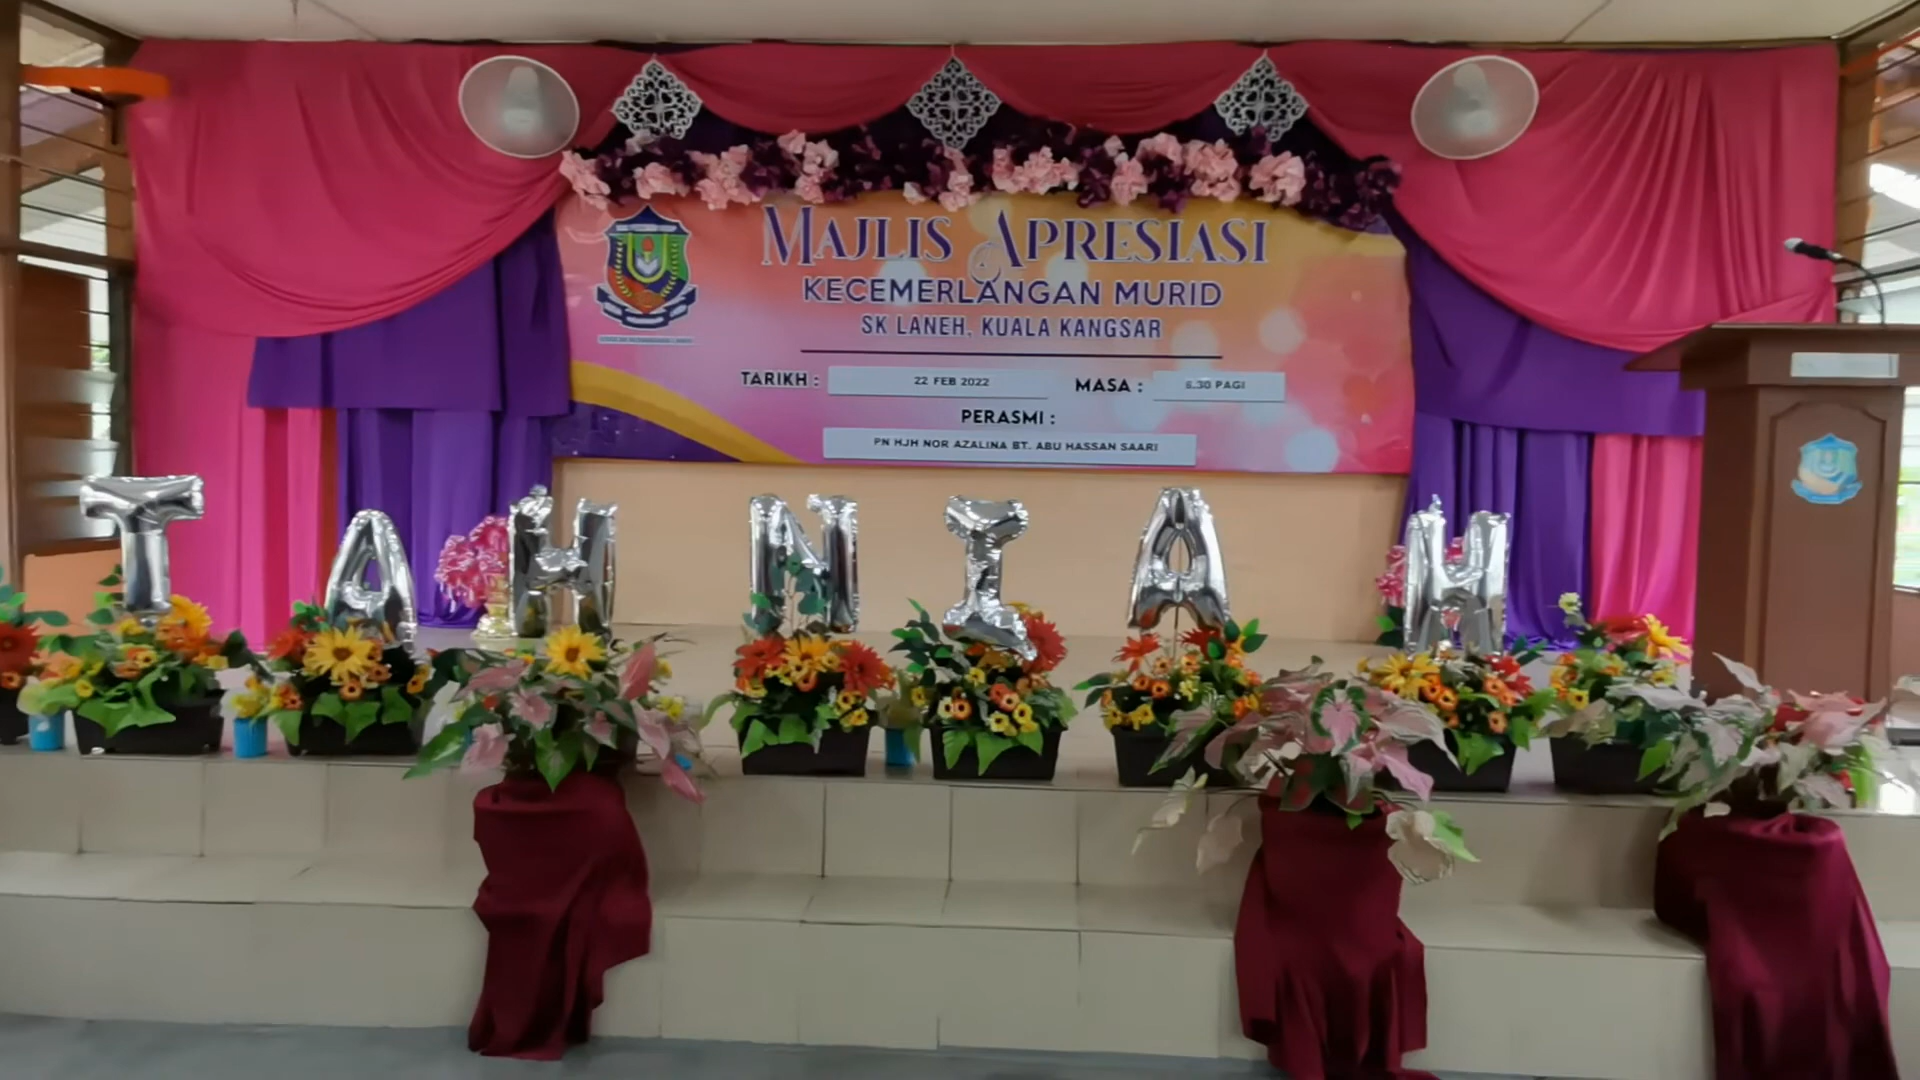 MAJLIS APRESIASI
KECEMERLANGAN MURID
SK LANEH, KUALA KANGSAR
TARIKH : 22 FEB 2022 MASA : 8.30 PAGI
PERASMI :
PN HJH NOR AZALINA BT. ABU HASSAN SAARI
TAHNIAH